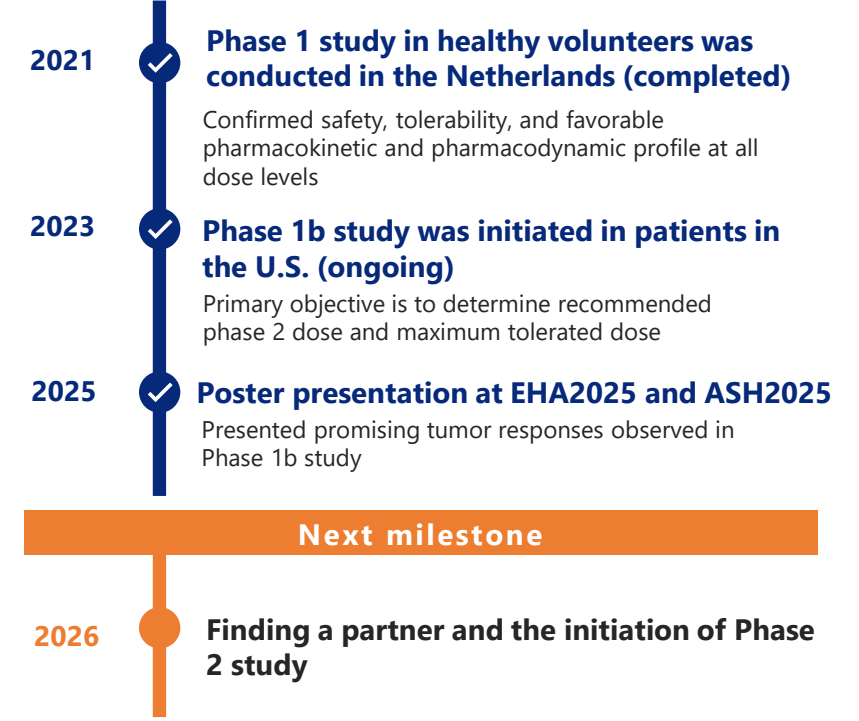 2021
Phase 1 study in healthy volunteers was
conducted in the Netherlands (completed)
Confirmed safety, tolerability, and favorable
pharmacokinetic and pharmacodynamic profile at all
dose levels
2023
Phase 1b study was initiated in patients in
the U.S. (ongoing)
Primary objective is to determine recommended
phase 2 dose and maximum tolerated dose
2025
Poster presentation at EHA2025 and ASH2025
Presented promising tumor responses observed in
Phase 1b study
Next milestone
2026
Finding a partner and the initiation of Phase
2 study